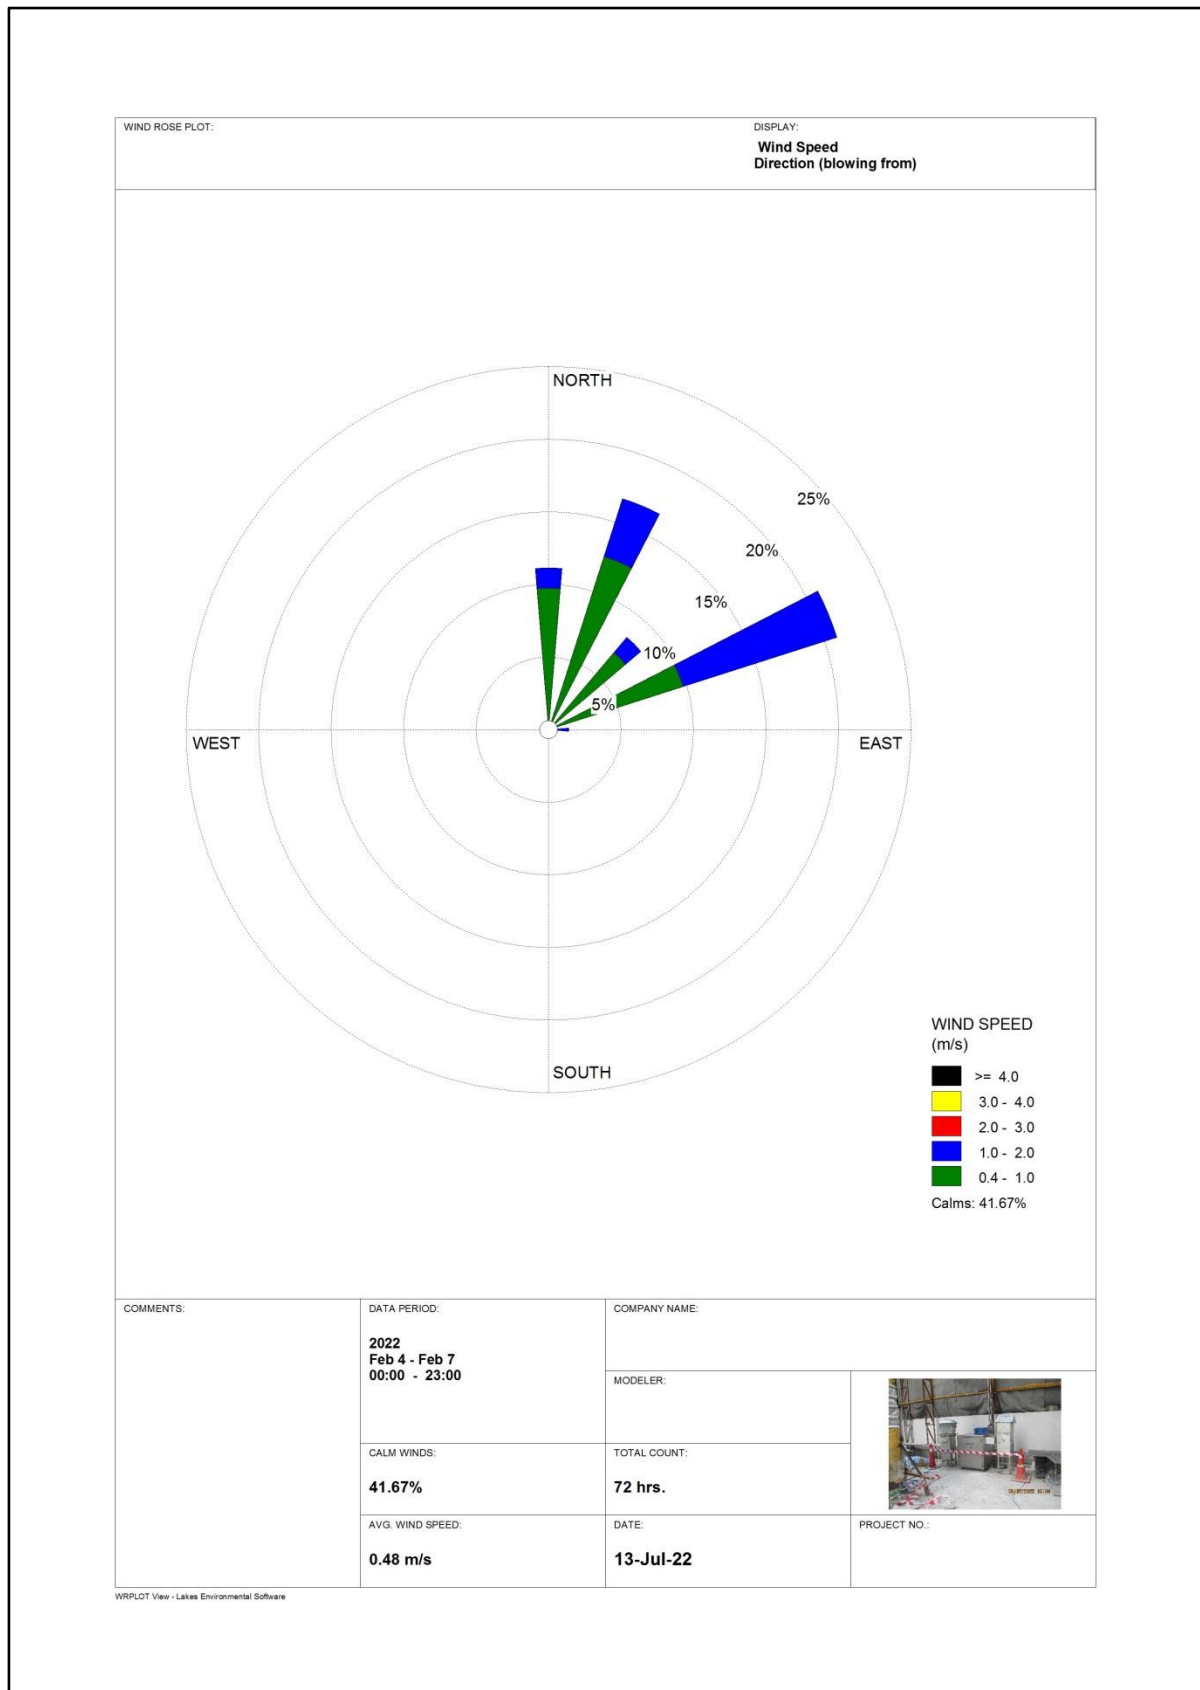 WIND ROSE PLOT:
DISPLAY:
Wind Speed
Direction (blowing from)
NORTH
25%
20%
15%
10%
5%
WEST
EAST
SOUTH
WIND SPEED
(m/s)
>= 4.0
3.0 - 4.0
2.0 - 3.0
1.0 - 2.0
0.4 - 1.0
Calms: 41.67%
COMMENTS:
DATA PERIOD:
2022
Feb 4 - Feb 7
00:00 - 23:00
COMPANY NAME:
MODELER:
CALM WINDS:
41.67%
TOTAL COUNT:
72 hrs.
AVG. WIND SPEED:
0.48 m/s
DATE:
13-Jul-22
PROJECT NO.:
WRPLOT View - Lakes Environmental Software